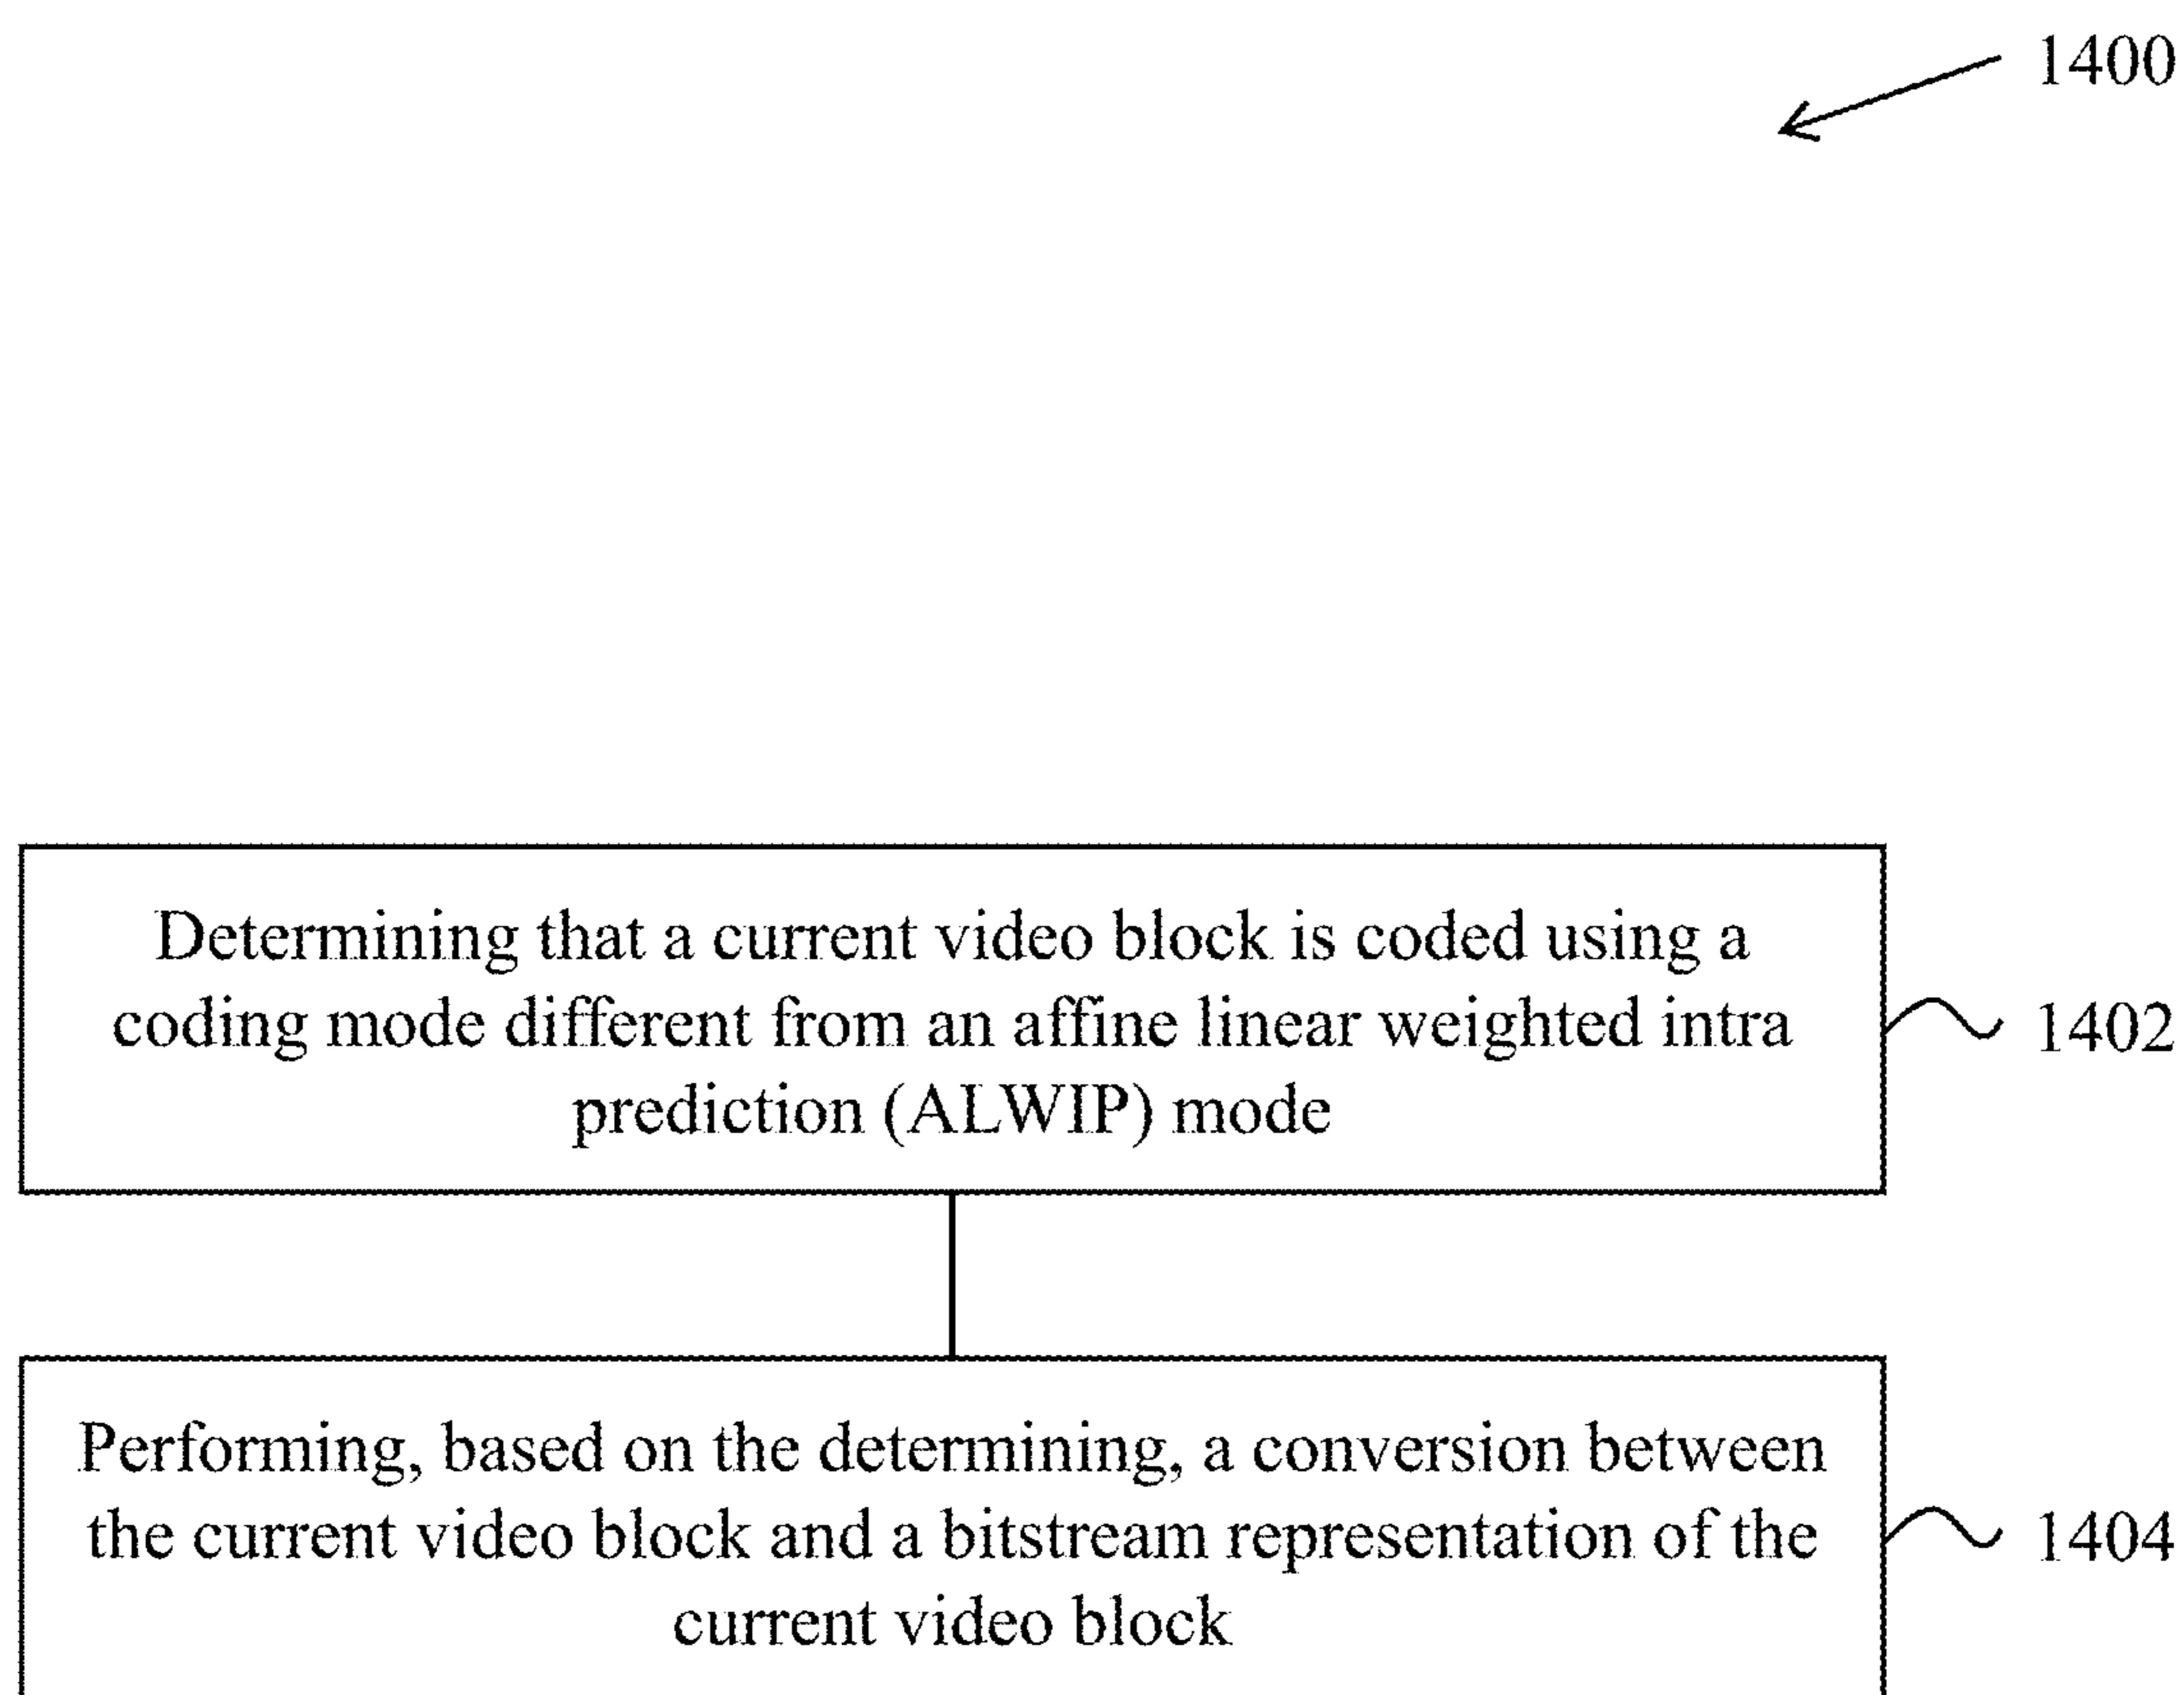 1400
Determining that a current video block is coded using a
coding mode different from an affine linear weighted intra
prediction (ALWIP) mode
1402
Performing, based on the determining, a conversion between
the current video block and a bitstream representation of the
current video block
1404